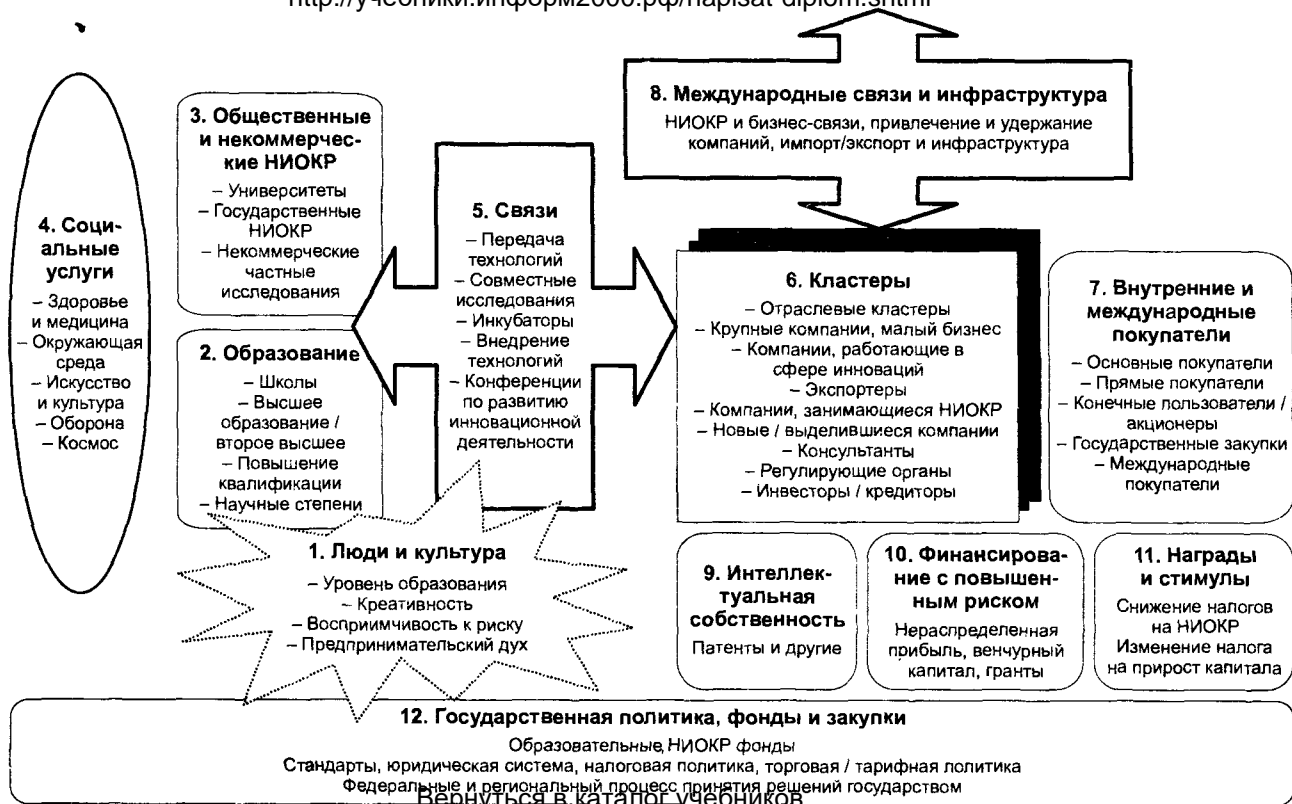 http://учебники.информ2000.рф/napisat-diplom.shtml
8. Международные связи и инфраструктура
НИОКР и бизнес-связи, привлечение и удержание
компаний, импорт/экспорт и инфраструктура
3. Общественные
и некоммерчес-
кие НИОКР
– Университеты
– Государственные
НИОКР
– Некоммерческие
частные
исследования
4. Соци-
альные
услуги
– Здоровье
и медицина
– Окружающая
среда
– Искусство
и культура
– Оборона
– Космос
5. Связи
– Передача
технологий
– Совместные
исследования
– Инкубаторы
– Внедрение
технологий
– Конференции
по развитию
инновационной
деятельности
2. Образование
– Школы
– Высшее
образование /
второе высшее
– Повышение
квалификации
– Научные степени
6. Кластеры
– Отраслевые кластеры
– Крупные компании, малый бизнес
– Компании, работающие в
сфере инноваций
– Экспортеры
– Компании, занимающиеся НИОКР
– Новые / выделившиеся компании
– Консультанты
– Регулирующие органы
– Инвесторы / кредиторы
7. Внутренние и
международные
покупатели
– Основные покупатели
– Прямые покупатели
– Конечные пользователи /
акционеры
– Государственные закупки
– Международные
покупатели
1. Люди и культура
– Уровень образования
– Креативность
– Восприимчивость к риску
– Предпринимательский дух
9. Интеллек-
туальная
собственность
Патенты и другие
10. Финансирова-
ние с повышен-
ным риском
Нераспределенная
прибыль, венчурный
капитал, гранты
11. Награды
и стимулы
Снижение налогов
на НИОКР
Изменение налога
на прирост капитала
12. Государственная политика, фонды и закупки
Образовательные, НИОКР фонды
Стандарты, юридическая система, налоговая политика, торговая / тарифная политика
Федеральные и региональный процесс принятия решений государством
Вернуться в каталог учебников